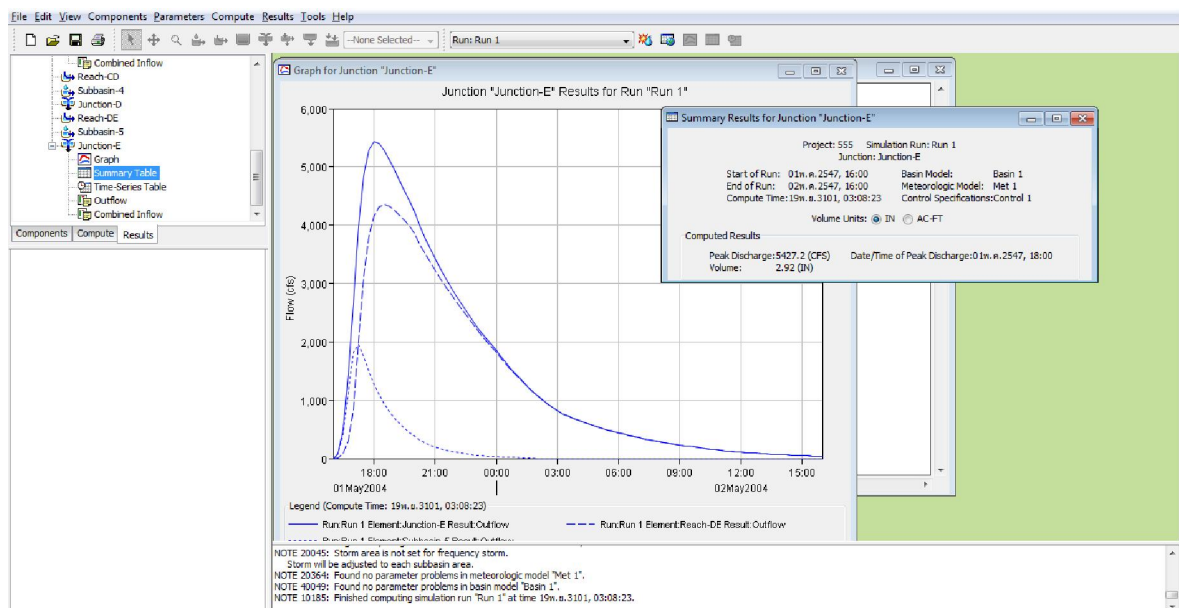 File Edit View Components Parameters Compute Results Tools Help
--None Selected-- Run: Run 1
Combined Inflow
Reach-CD
Subbasin-4
Junction-D
Reach-DE
Subbasin-5
Junction-E
Graph
Summary Table
Time-Series Table
Outflow
Combined Inflow
Components Compute Results
Graph for Junction "Junction-E"
Junction "Junction-E" Results for Run "Run 1"
6,000
5,000
4,000
3,000
2,000
1,000
0
Flow (cfs)
18:00 21:00 00:00 03:00 06:00 09:00 12:00 15:00
01May2004 02May2004
Legend (Compute Time: 19พ.ย.3101, 03:08:23)
Run:Run 1 Element:Junction-E Result:Outflow Run:Run 1 Element:Reach-DE Result:Outflow
Summary Results for Junction "Junction-E"
Project: 555 Simulation Run: Run 1
Junction: Junction-E
Start of Run: 01พ.ค.2547, 16:00 Basin Model: Basin 1
End of Run: 02พ.ค.2547, 16:00 Meteorologic Model: Met 1
Compute Time:19พ.ย.3101, 03:08:23 Control Specifications:Control 1
Volume Units: IN AC-FT
Computed Results
Peak Discharge:5427.2 (CFS) Date/Time of Peak Discharge:01พ.ค.2547, 18:00
Volume: 2.92 (IN)
NOTE 20045: Storm area is not set for frequency storm.
Storm will be adjusted to each subbasin area.
NOTE 20364: Found no parameter problems in meteorologic model "Met 1".
NOTE 40049: Found no parameter problems in basin model "Basin 1".
NOTE 10185: Finished computing simulation run "Run 1" at time 19พ.ย.3101, 03:08:23.